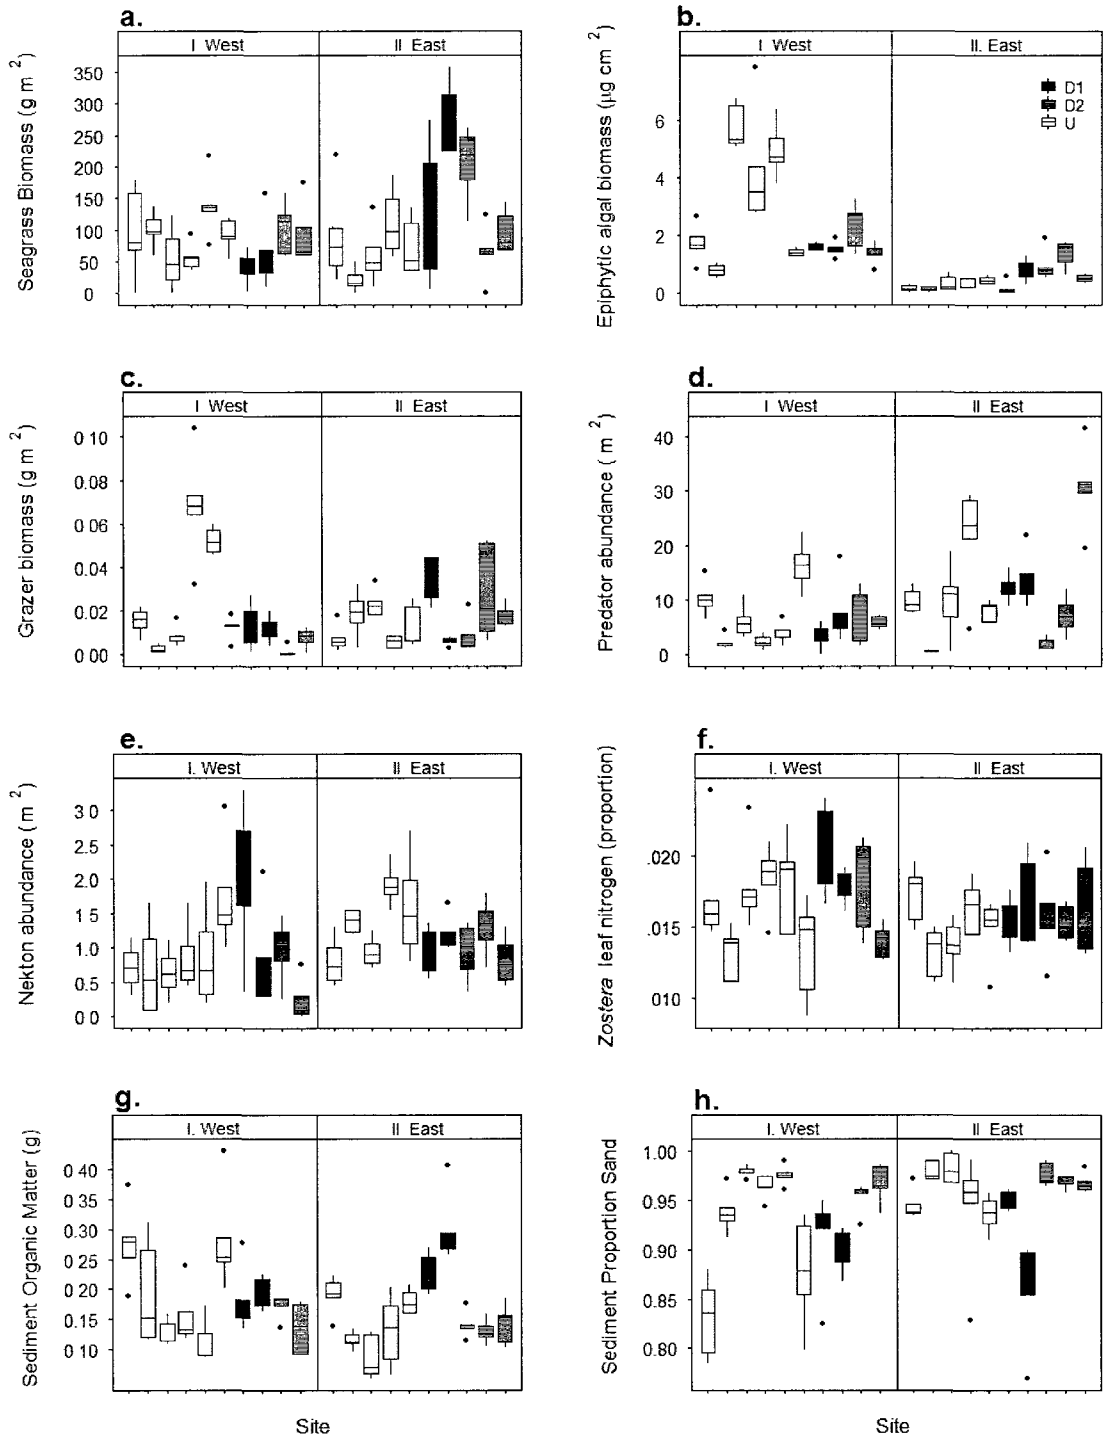 a.
I West
II East
Seagrass Biomass (g m 2)
350
300
250
200
150
100
50
0
b.
I West
II. East
Epiphytic algal biomass (µg cm 2)
6
4
2
0
D1
D2
U
c.
I West
II East
Grazer biomass (g m 2)
0 10
0.08
0.06
0.04
0.02
0 00
d.
I West
II East
Predator abundance ( m 2)
40
30
20
10
0
e.
I. West
II East
Nekton abundance ( m 2)
3 0
2.5
2.0
1.5
1.0
0.5
0 0
f.
I. West
II East
Zostera leaf nitrogen (proportion)
.020
.015
010
g.
I. West
II East
Sediment Organic Matter (g)
0 40
0.30
0.20
0.15
0 10
Site
h.
I. West
II East
Sediment Proportion Sand
1.00
0.95
0.90
0.85
0.80
Site